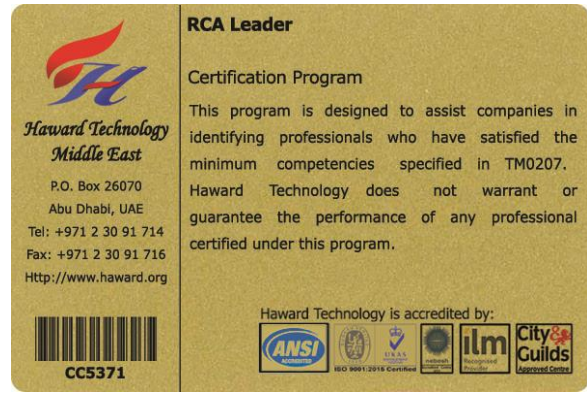 Haward Technology
Middle East
P.O. Box 26070
Abu Dhabi, UAE
Tel: +971 2 30 91 714
Fax: +971 2 30 91 716
Http://www.haward.org
CC5371
RCA Leader
Certification Program
This program is designed to assist companies in
identifying professionals who have satisfied the
minimum competencies specified in TM0207.
Haward Technology does not warrant or
guarantee the performance of any professional
certified under this program.
Haward Technology is accredited by:
ANSI
ACCREDITED
UKAS
ISO 9001:2015 Certified
nebosh
ilm
Recognised
Provider
City&
Guilds
Approved Centre